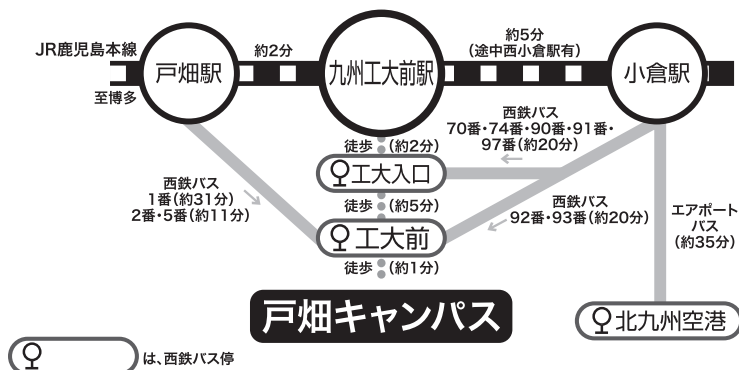 JR鹿児島本線
至博多
戸畑駅
約2分
九州工大前駅
約5分
(途中西小倉駅有)
小倉駅
西鉄バス
70番・74番・90番・91番・
97番(約20分)
徒歩 (約2分)
工大入口
西鉄バス
1番(約31分)
2番・5番(約11分)
徒歩 (約5分)
西鉄バス
92番・93番(約20分)
エアポート
バス
(約35分)
工大前
徒歩 (約1分)
戸畑キャンパス
北九州空港
は、西鉄バス停